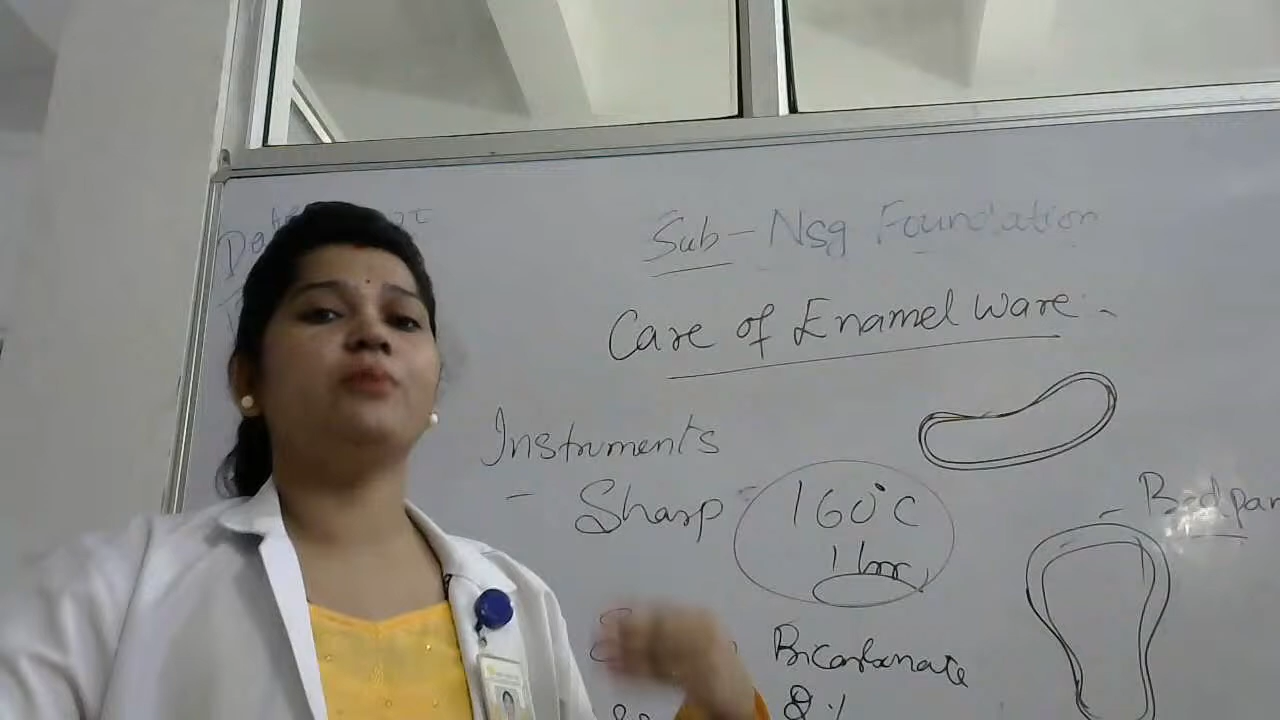 Sub - Nsg Foundation
Care of Enamel Ware :-
Instruments
- Sharp - 160°C
1 hr
- Bedpan
Bicarbonate